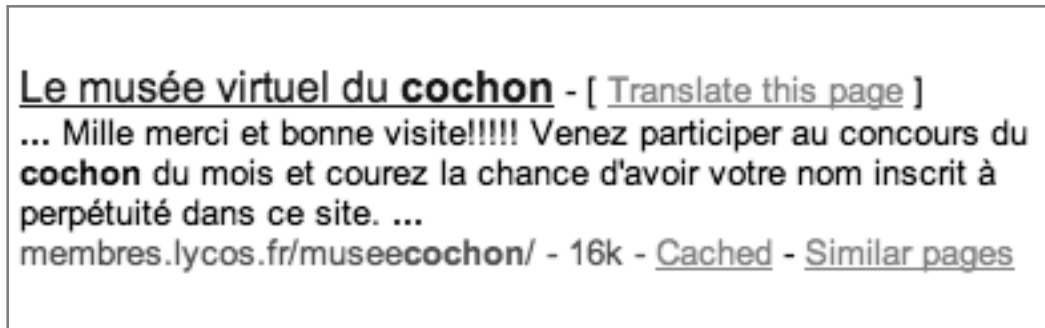 Le musée virtuel du cochon - [ Translate this page ]
... Mille merci et bonne visite!!!!! Venez participer au concours du
cochon du mois et courez la chance d'avoir votre nom inscrit à
perpétuité dans ce site. ...
membres.lycos.fr/museecochon/ - 16k - Cached - Similar pages